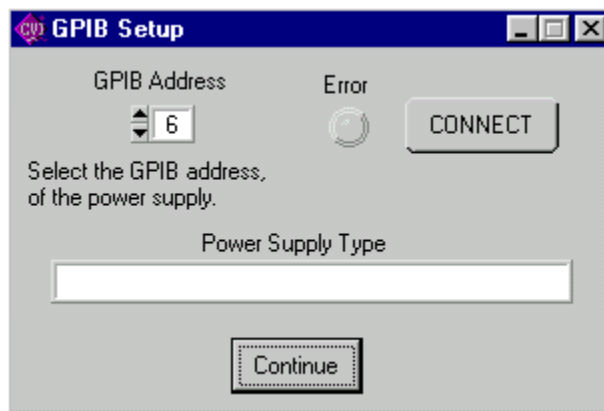 CVI GPIB Setup
GPIB Address
Error
6
CONNECT
Select the GPIB address,
of the power supply.
Power Supply Type
Continue